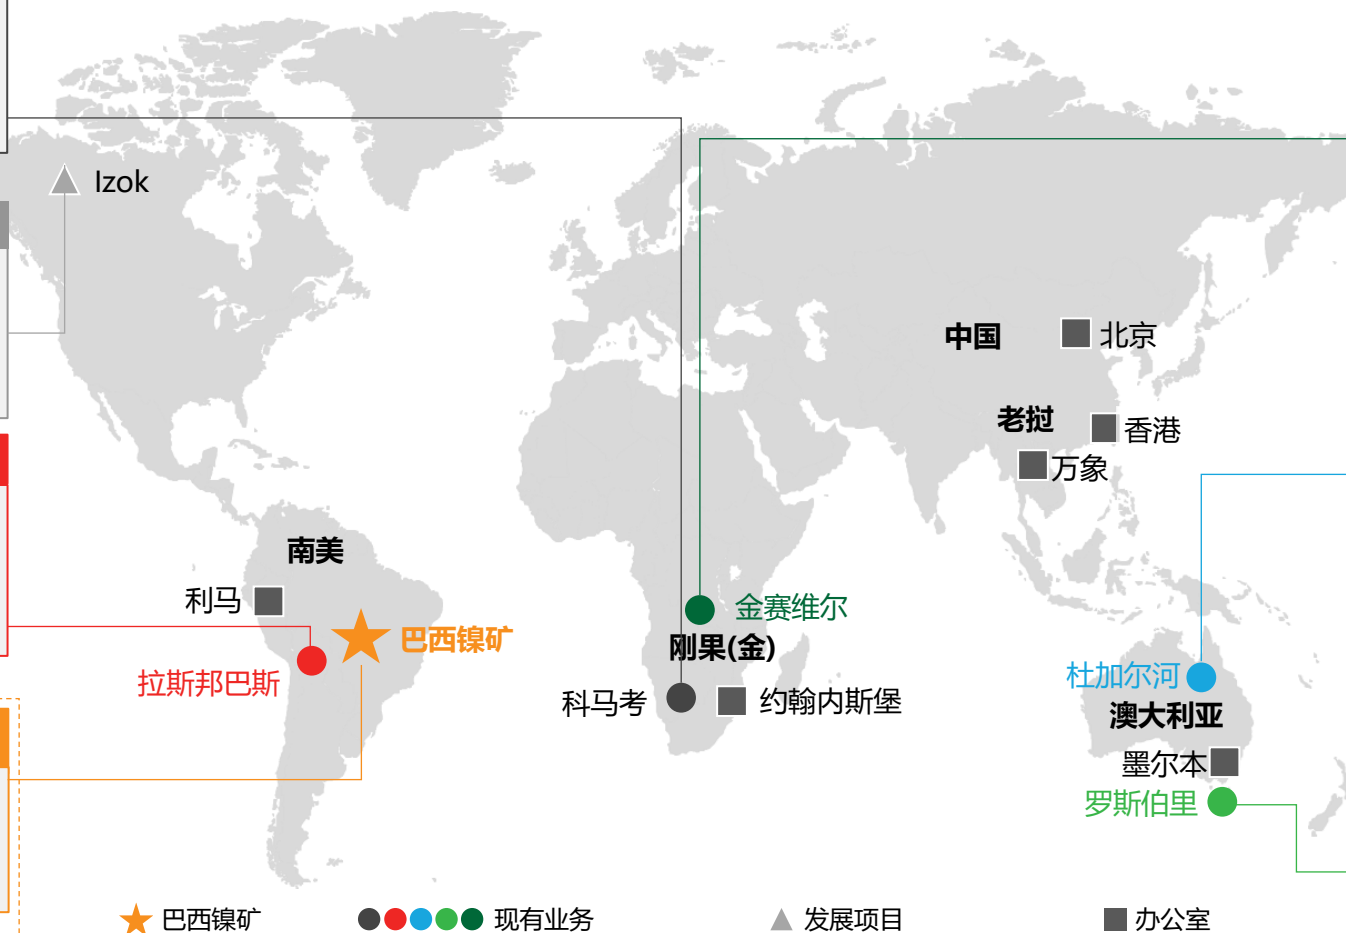 Izok
中国
北京
老挝
香港
万象
南美
利马
金赛维尔
巴西镍矿
刚果(金)
拉斯邦巴斯
科马考
约翰内斯堡
杜加尔河
澳大利亚
墨尔本
罗斯伯里
巴西镍矿
现有业务
发展项目
办公室